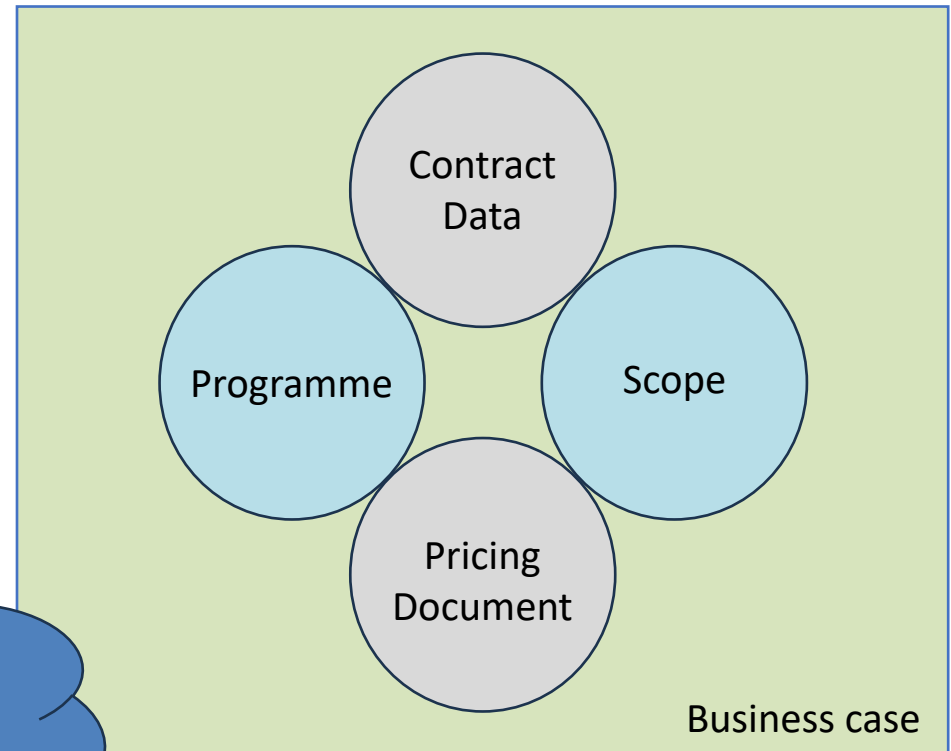 Contract
Data
Programme
Scope
Pricing
Document
Business case